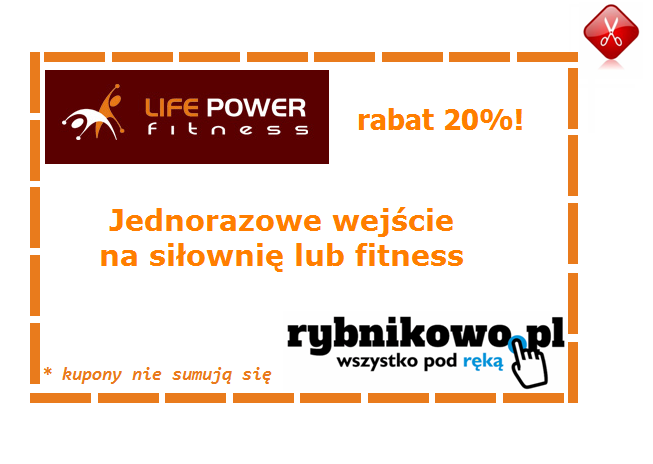 LIFE POWER
fitness
rabat 20%!
Jednorazowe wejście
na siłownię lub fitness
rybnikowo.pl
wszystko pod ręką
* kupony nie sumują się